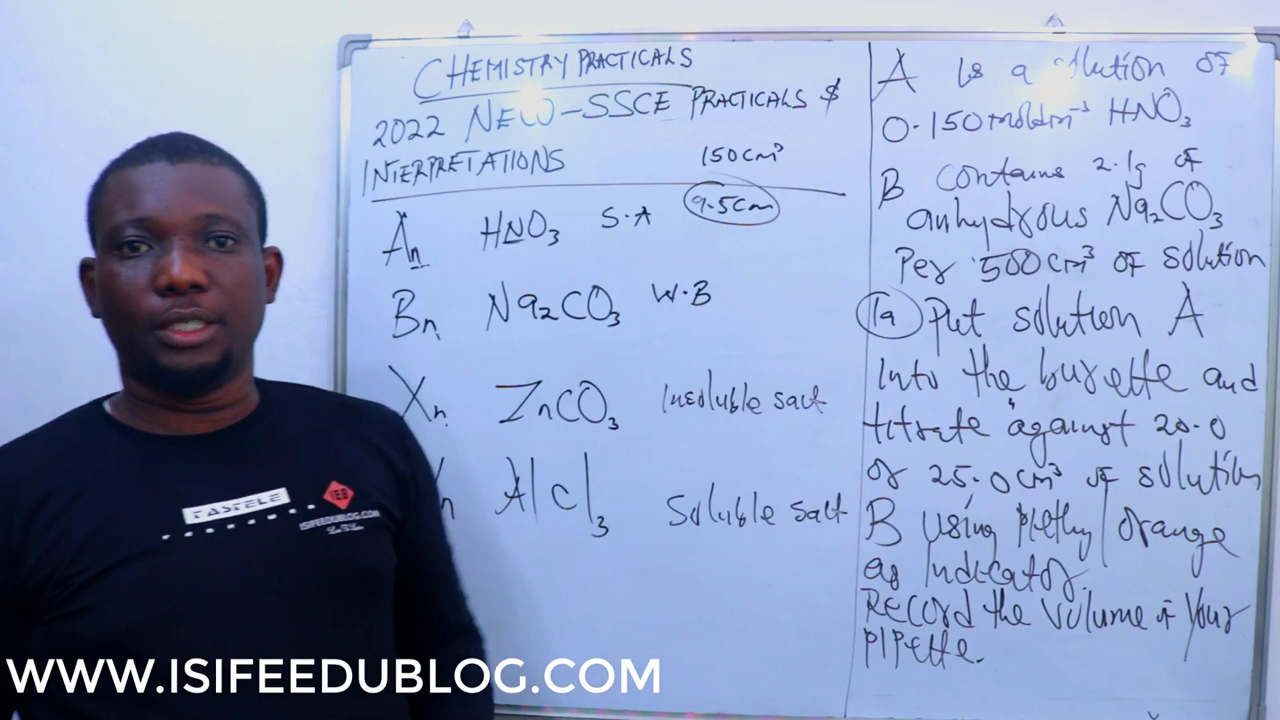 CHEMISTRY PRACTICALS
2022 NEW-SSCE PRACTICALS $
INTERPRETATIONS
150cm³
9.5cm
An HNO₃ S.A
Bn Na₂CO₃ W.B
Xn ZnCO₃ Insoluble salt
n AlCl₃ Soluble salt
A is a solution of
0.150moldm⁻³ HNO₃
B contains 2.1g of
anhydrous Na₂CO₃
Per 500cm³ of solution
1a Put solution A
Into the burette and
titrate against 20.0
or 25.0cm³ of solution
B using Methyl orange
as Indicator.
Record the volume of your
pipette.
TASTELE
IEB
ISIFEEDUBLOG.COM
WWW.ISIFEEDUBLOG.COM